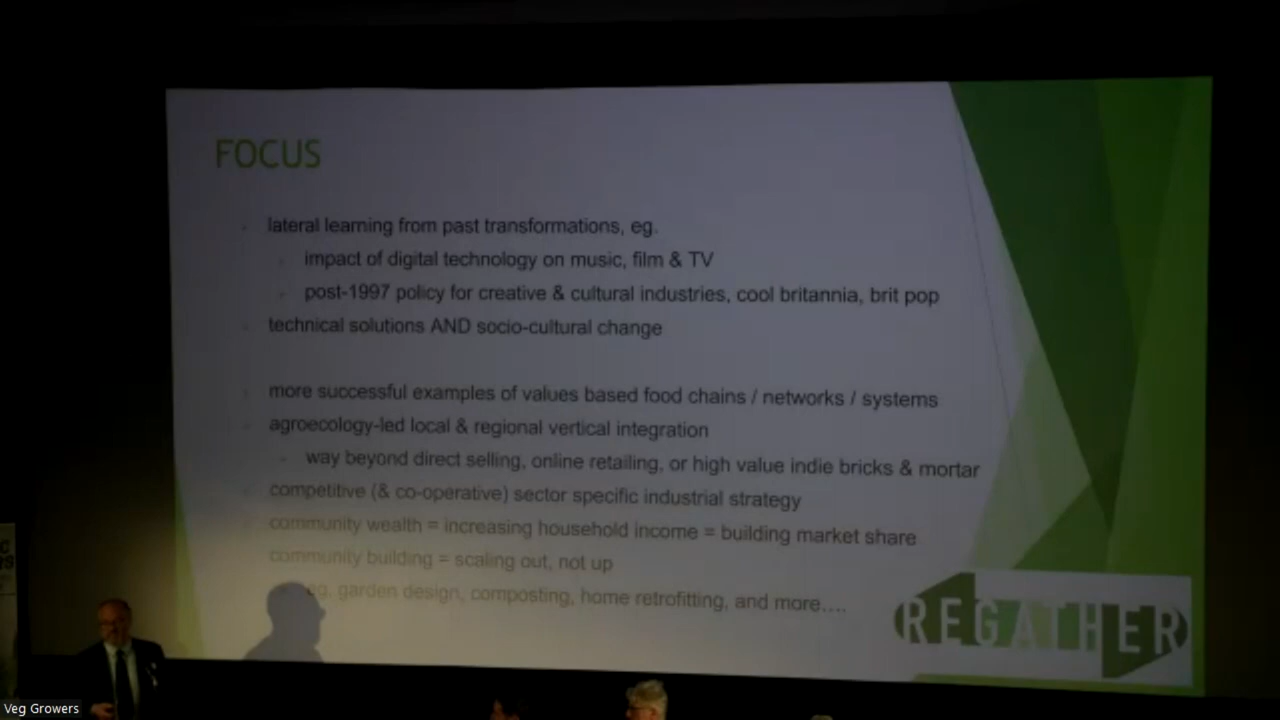 FOCUS
lateral learning from past transformations, eg.
impact of digital technology on music, film & TV
post-1997 policy for creative & cultural industries, cool britannia, brit pop
technical solutions AND socio-cultural change
more successful examples of values based food chains / networks / systems
agroecology-led local & regional vertical integration
way beyond direct selling, online retailing, or high value indie bricks & mortar
competitive (& co-operative) sector specific industrial strategy
community wealth = increasing household income = building market share
community building = scaling out, not up
eg. garden design, composting, home retrofitting, and more....
REGATHER
Veg Growers